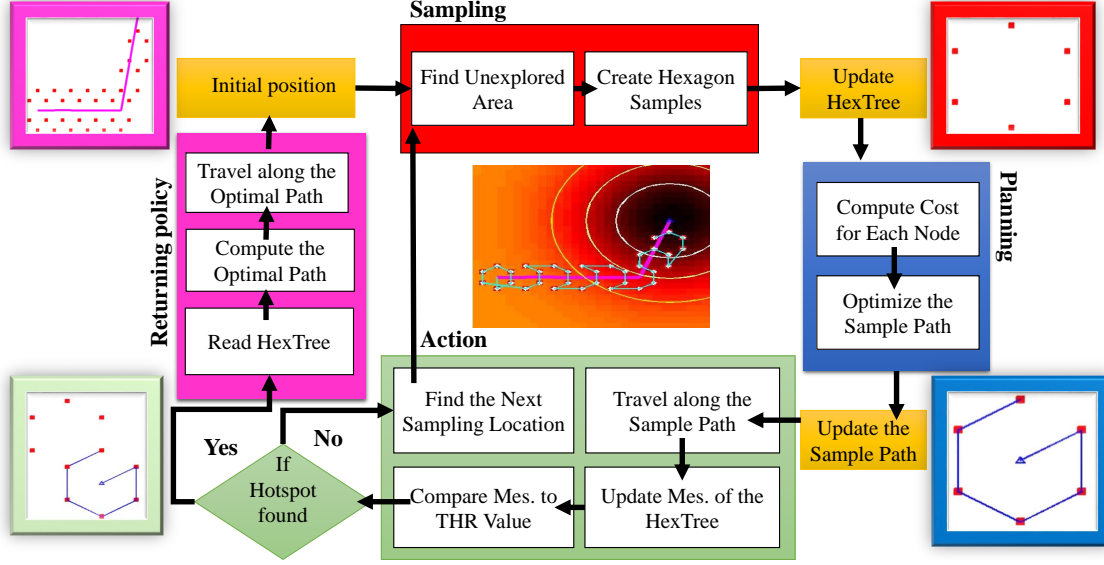 Sampling
Initial position
Find Unexplored
Area
Create Hexagon
Samples
Update
HexTree
Returning policy
Travel along the
Optimal Path
Compute the
Optimal Path
Read HexTree
Planning
Compute Cost
for Each Node
Optimize the
Sample Path
Action
Find the Next
Sampling Location
Travel along the
Sample Path
Update the
Sample Path
Yes
No
If
Hotspot
found
Compare Mes. to
THR Value
Update Mes. of the
HexTree